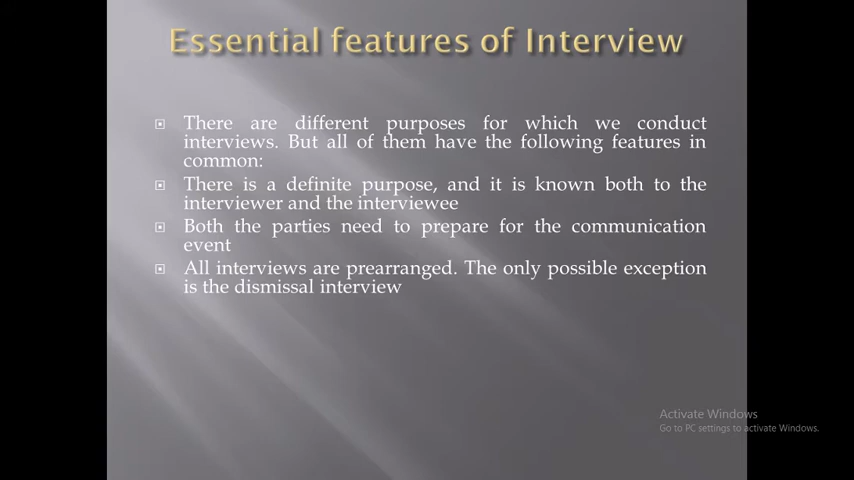 Essential features of Interview
There are different purposes for which we conduct
interviews. But all of them have the following features in
common:
There is a definite purpose, and it is known both to the
interviewer and the interviewee
Both the parties need to prepare for the communication
event
All interviews are prearranged. The only possible exception
is the dismissal interview
Activate Windows
Go to PC settings to activate Windows.